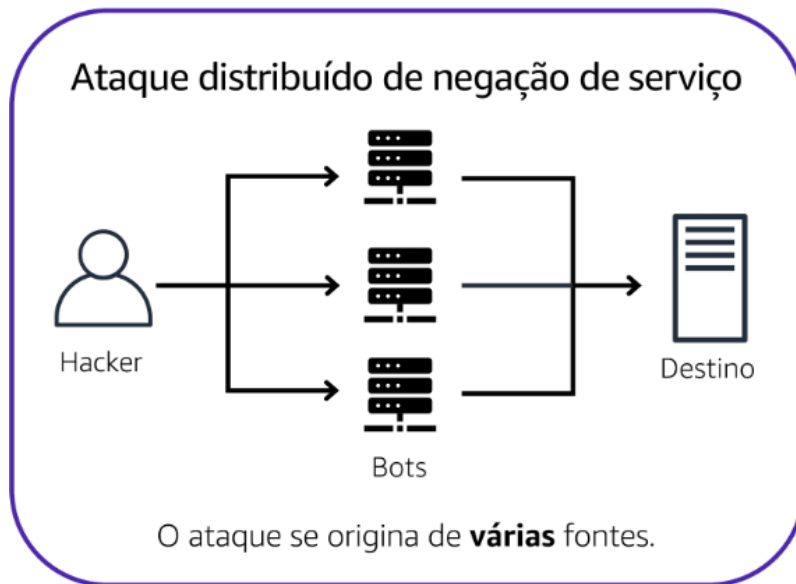 Ataque distribuído de negação de serviço
Hacker
Bots
Destino
O ataque se origina de várias fontes.